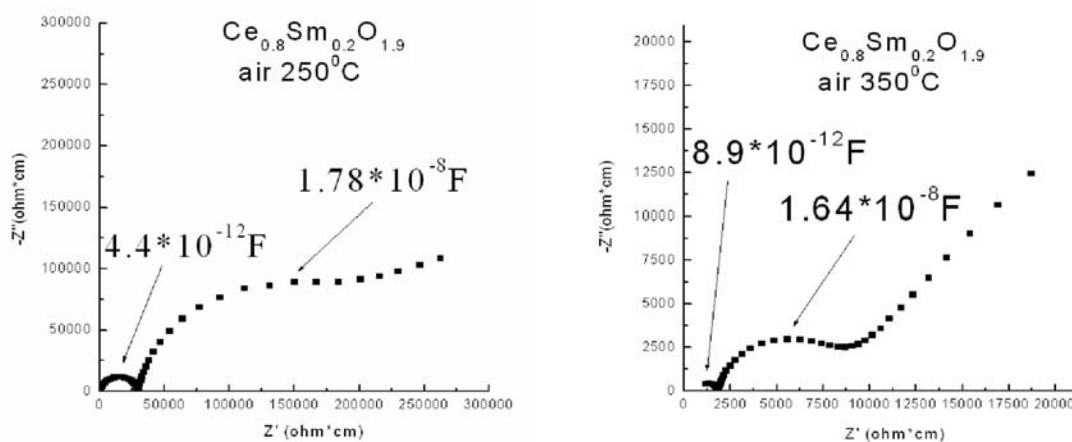 Ce₀.₈Sm₀.₂O₁.₉
air 250⁰C
1.78*10⁻⁸F
4.4*10⁻¹²F
-Z"(ohm*cm)
300000
250000
200000
150000
100000
50000
0
0 50000 100000 150000 200000 250000 300000
Z' (ohm*cm)
Ce₀.₈Sm₀.₂O₁.₉
air 350⁰C
8.9*10⁻¹²F
1.64*10⁻⁸F
-Z"(ohm*cm)
20000
17500
15000
12500
10000
7500
5000
2500
0
0 2500 5000 7500 10000 12500 15000 17500 20000
Z' (ohm*cm)